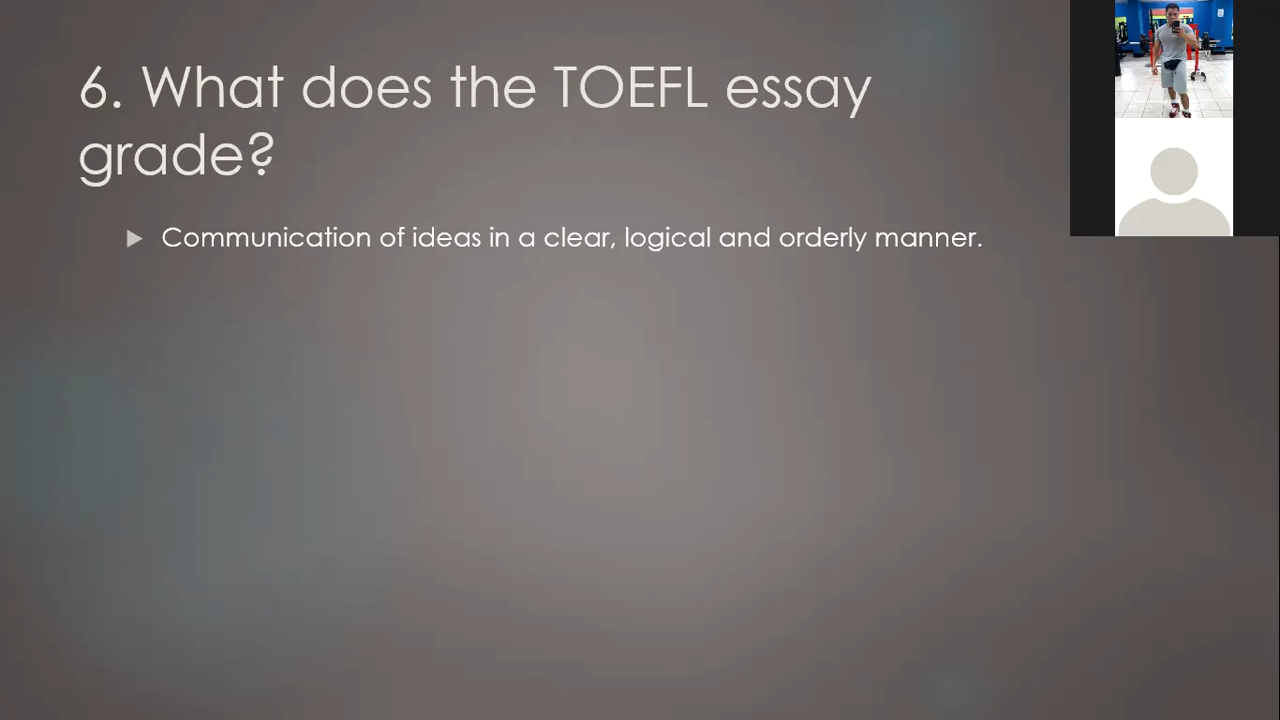 6. What does the TOEFL essay
grade?
Communication of ideas in a clear, logical and orderly manner.